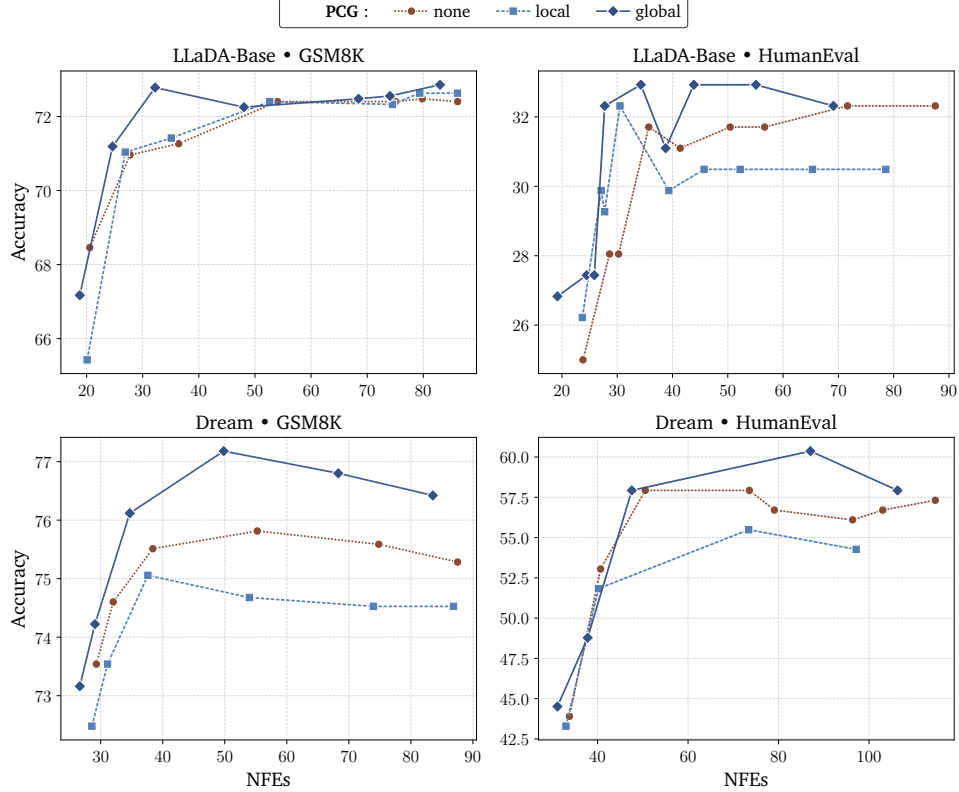 PCG : none local global
LLaDA-Base • GSM8K
Accuracy
72
70
68
66
20 30 40 50 60 70 80
LLaDA-Base • HumanEval
32
30
28
26
20 30 40 50 60 70 80 90
Dream • GSM8K
Accuracy
77
76
75
74
73
30 40 50 60 70 80 90
NFEs
Dream • HumanEval
60.0
57.5
55.0
52.5
50.0
47.5
45.0
42.5
40 60 80 100
NFEs